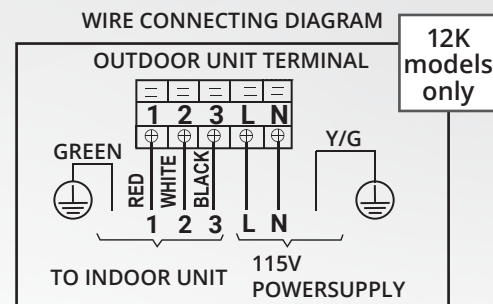 WIRE CONNECTING DIAGRAM
12K
models
only
OUTDOOR UNIT TERMINAL
1 2 3 L N
GREEN
Y/G
RED
WHITE
BLACK
1 2 3 L N
TO INDOOR UNIT
115V
POWERSUPPLY